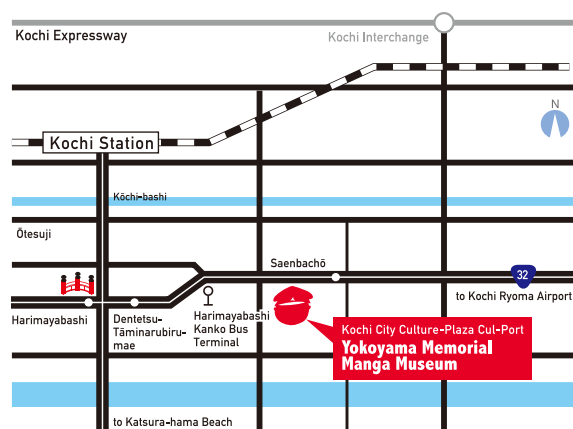 Kochi Expressway
Kochi Interchange
N
Kochi Station
Kōchi-bashi
Ōtesuji
Saenbachō
32
to Kochi Ryoma Airport
Harimayabashi
Dentetsu-
Tāminarubiru-
mae
Harimayabashi
Kanko Bus
Terminal
Kochi City Culture-Plaza Cul-Port
Yokoyama Memorial
Manga Museum
to Katsura-hama Beach